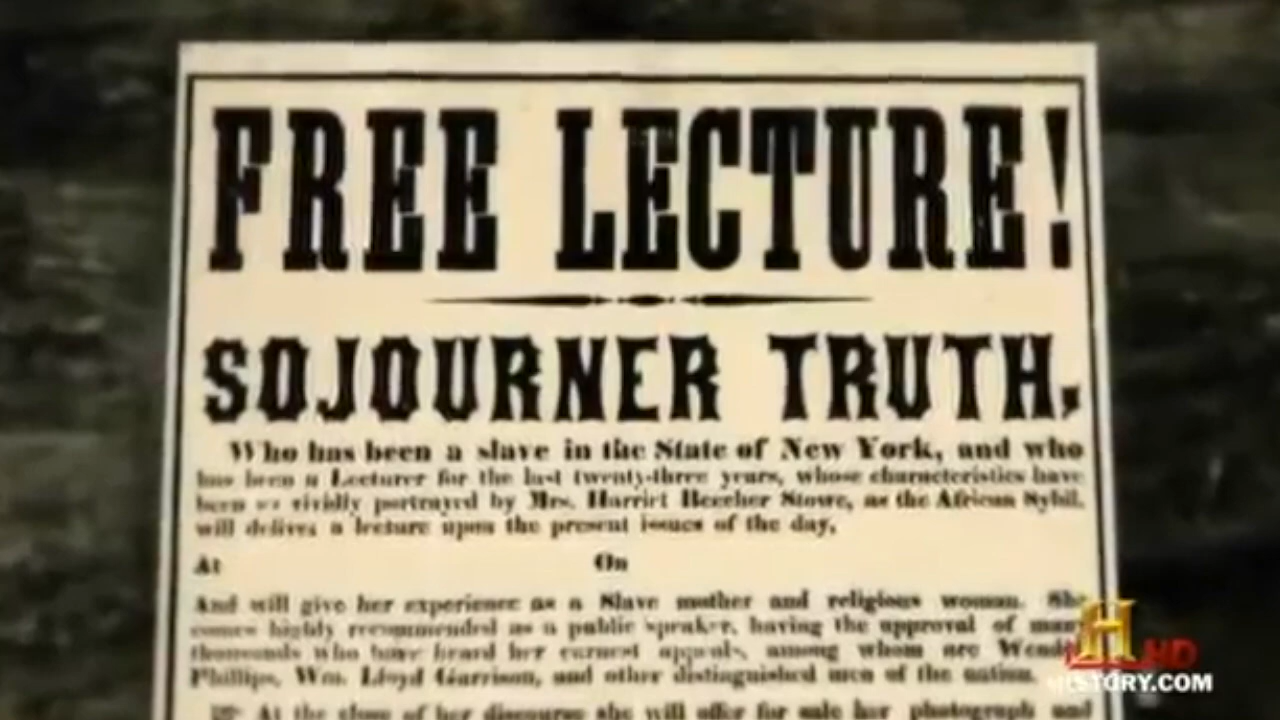 FREE LECTURE!
SOJOURNER TRUTH,
Who has been a slave in the State of New York, and who
has been a Lecturer for the last twenty-three years, whose characteristics have
been so vividly portrayed by Mrs. Harriet Beecher Stowe, as the African Sybil,
will deliver a lecture upon the present issues of the day,
At On
And will give her experience as a Slave mother and religious woman. She
comes highly recommended as a public speaker, having the approval of many
thousands who have heard her earnest appeals, among whom are Wendell
Phillips, Wm. Lloyd Garrison, and other distinguished men of the nation.
At the close of her discourse she will offer for sale her photograph and
H HD
HISTORY.COM